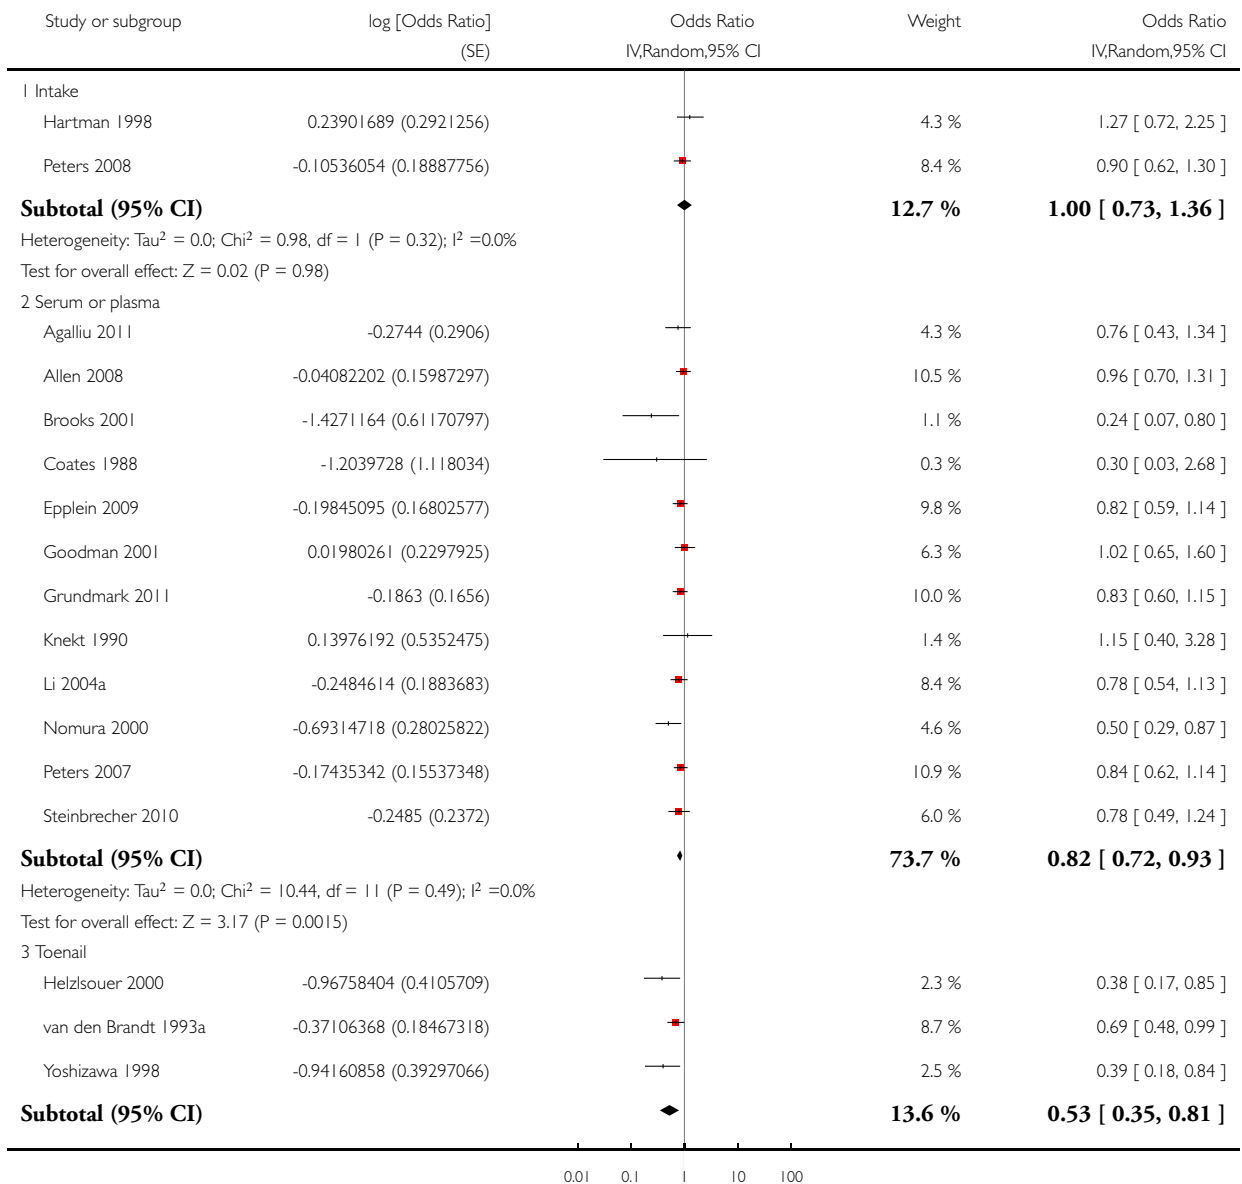 Study or subgroup log [Odds Ratio] Odds Ratio Weight Odds Ratio
(SE) IV,Random,95% CI IV,Random,95% CI
1 Intake
Hartman 1998 0.23901689 (0.2921256) 4.3 % 1.27 [ 0.72, 2.25 ]
Peters 2008 -0.10536054 (0.18887756) 8.4 % 0.90 [ 0.62, 1.30 ]
Subtotal (95% CI) 12.7 % 1.00 [ 0.73, 1.36 ]
Heterogeneity: Tau² = 0.0; Chi² = 0.98, df = 1 (P = 0.32); I² =0.0%
Test for overall effect: Z = 0.02 (P = 0.98)
2 Serum or plasma
Agalliu 2011 -0.2744 (0.2906) 4.3 % 0.76 [ 0.43, 1.34 ]
Allen 2008 -0.04082202 (0.15987297) 10.5 % 0.96 [ 0.70, 1.31 ]
Brooks 2001 -1.4271164 (0.61170797) 1.1 % 0.24 [ 0.07, 0.80 ]
Coates 1988 -1.2039728 (1.118034) 0.3 % 0.30 [ 0.03, 2.68 ]
Epplein 2009 -0.19845095 (0.16802577) 9.8 % 0.82 [ 0.59, 1.14 ]
Goodman 2001 0.01980261 (0.2297925) 6.3 % 1.02 [ 0.65, 1.60 ]
Grundmark 2011 -0.1863 (0.1656) 10.0 % 0.83 [ 0.60, 1.15 ]
Knekt 1990 0.13976192 (0.5352475) 1.4 % 1.15 [ 0.40, 3.28 ]
Li 2004a -0.2484614 (0.1883683) 8.4 % 0.78 [ 0.54, 1.13 ]
Nomura 2000 -0.69314718 (0.28025822) 4.6 % 0.50 [ 0.29, 0.87 ]
Peters 2007 -0.17435342 (0.15537348) 10.9 % 0.84 [ 0.62, 1.14 ]
Steinbrecher 2010 -0.2485 (0.2372) 6.0 % 0.78 [ 0.49, 1.24 ]
Subtotal (95% CI) 73.7 % 0.82 [ 0.72, 0.93 ]
Heterogeneity: Tau² = 0.0; Chi² = 10.44, df = 11 (P = 0.49); I² =0.0%
Test for overall effect: Z = 3.17 (P = 0.0015)
3 Toenail
Helzlsouer 2000 -0.96758404 (0.4105709) 2.3 % 0.38 [ 0.17, 0.85 ]
van den Brandt 1993a -0.37106368 (0.18467318) 8.7 % 0.69 [ 0.48, 0.99 ]
Yoshizawa 1998 -0.94160858 (0.39297066) 2.5 % 0.39 [ 0.18, 0.84 ]
Subtotal (95% CI) 13.6 % 0.53 [ 0.35, 0.81 ]
0.01 0.1 1 10 100